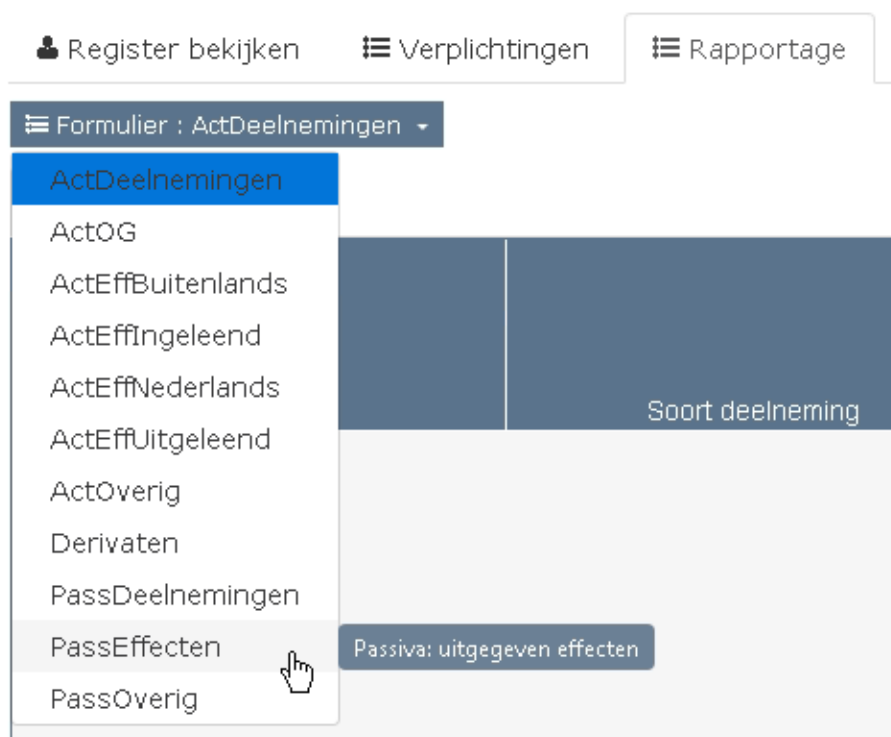 Register bekijken Verplichtingen Rapportage
Formulier : ActDeelnemingen
ActDeelnemingen
ActOG
ActEffBuitenlands
ActEffIngeleend
ActEffNederlands
Soort deelneming
ActEffUitgeleend
ActOverig
Derivaten
PassDeelnemingen
PassEffecten Passiva: uitgegeven effecten
PassOverig